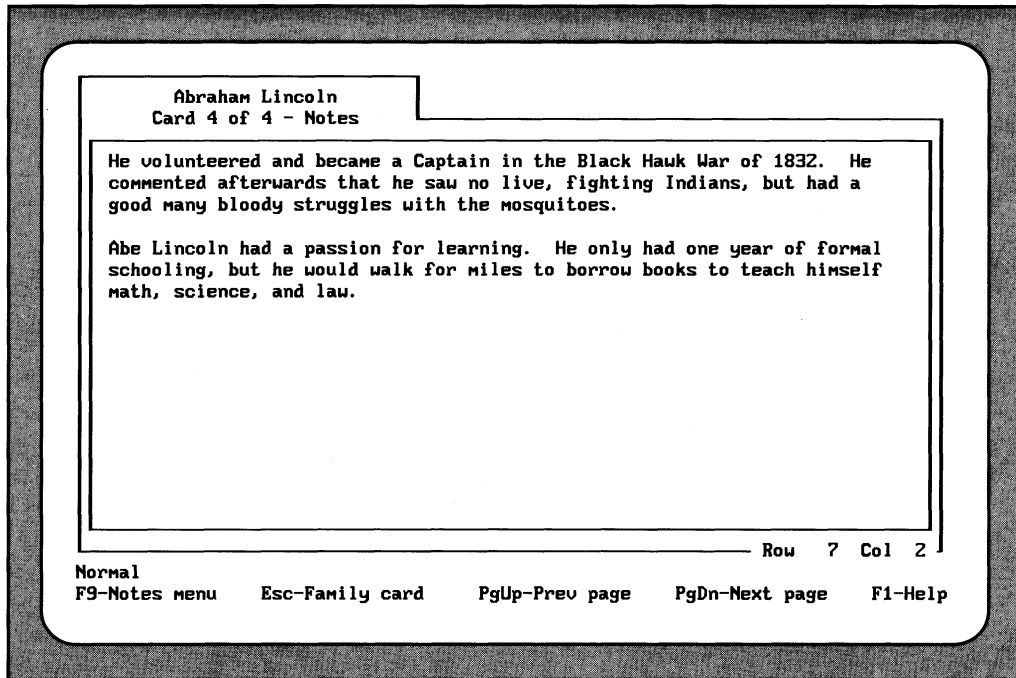 Abraham Lincoln
Card 4 of 4 - Notes
He volunteered and became a Captain in the Black Hawk War of 1832.  He
commented afterwards that he saw no live, fighting Indians, but had a
good many bloody struggles with the mosquitoes.
Abe Lincoln had a passion for learning.  He only had one year of formal
schooling, but he would walk for miles to borrow books to teach himself
math, science, and law.
Row  7  Col  2
Normal
F9-Notes menu  Esc-Family card  PgUp-Prev page  PgDn-Next page  F1-Help